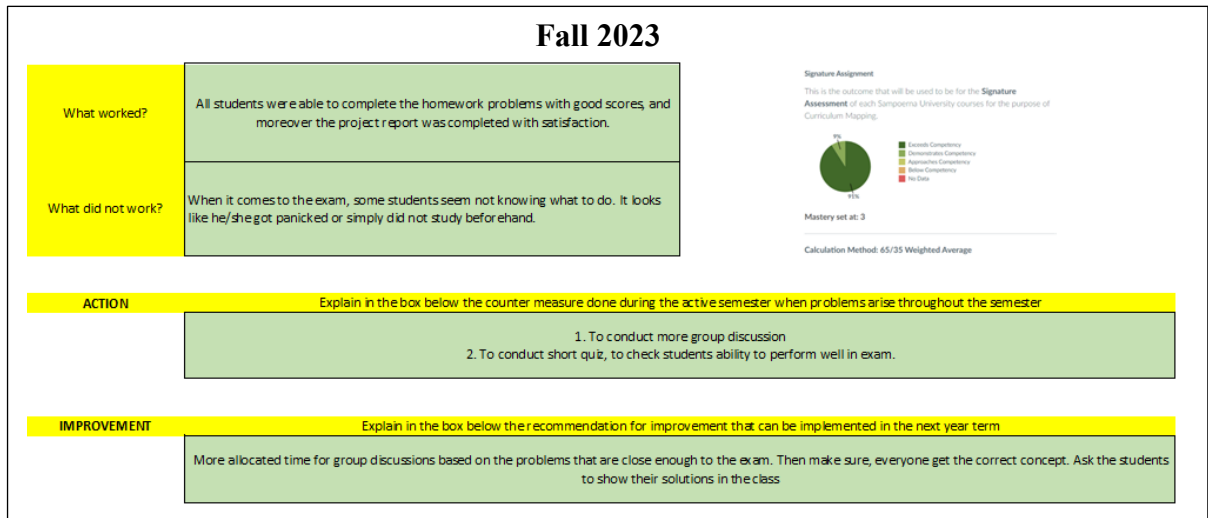 Fall 2023
What worked?
All students were able to complete the homework problems with good scores, and
moreover the project report was completed with satisfaction.
What did not work?
When it comes to the exam, some students seem not knowing what to do. It looks
like he/she got panicked or simply did not study beforehand.
Signature Assignment
This is the outcome that will be used to be for the Signature
Assessment of each Sampoerna University courses for the purpose of
Curriculum Mapping.
9%
91%
Exceeds Competency
Demonstrates Competency
Approaches Competency
Below Competency
No Data
Mastery set at: 3
Calculation Method: 65/35 Weighted Average
ACTION
Explain in the box below the counter measure done during the active semester when problems arise throughout the semester
1. To conduct more group discussion
2. To conduct short quiz, to check students ability to perform well in exam.
IMPROVEMENT
Explain in the box below the recommendation for improvement that can be implemented in the next year term
More allocated time for group discussions based on the problems that are close enough to the exam. Then make sure, everyone get the correct concept. Ask the students
to show their solutions in the class